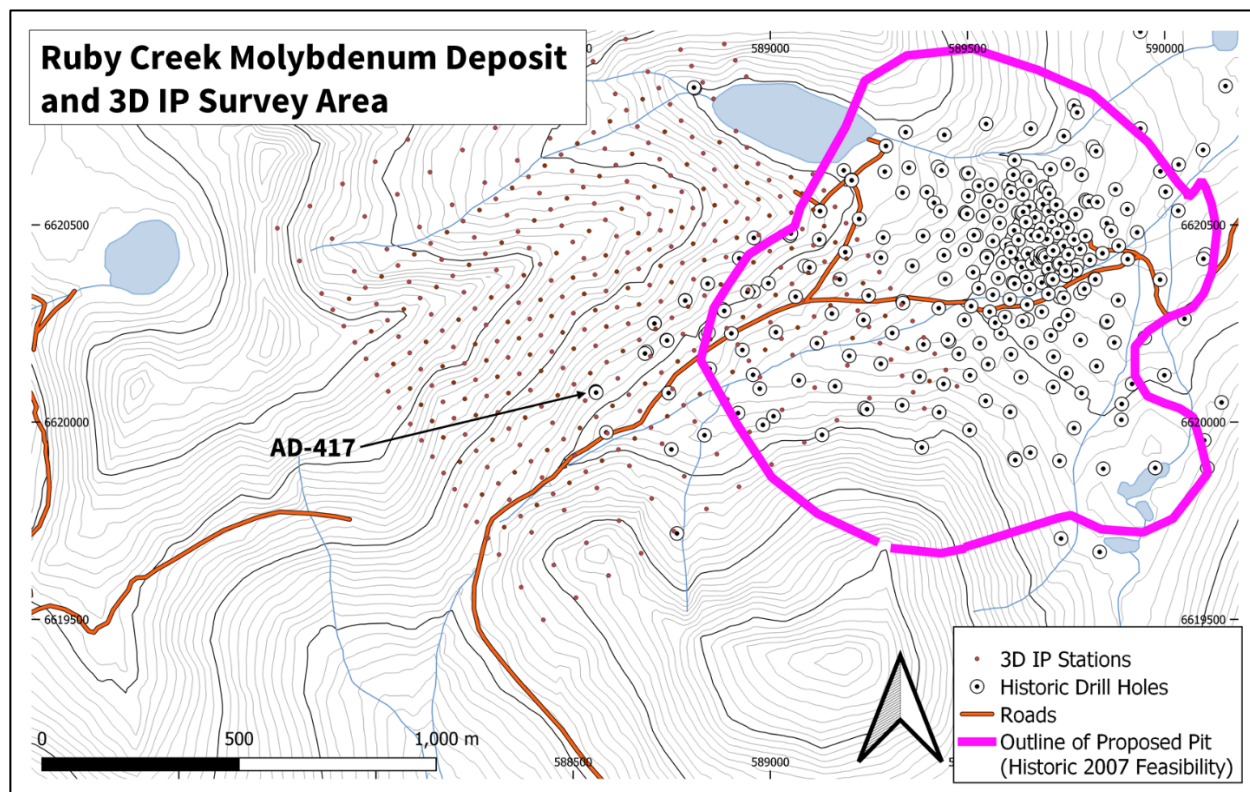 Ruby Creek Molybdenum Deposit
and 3D IP Survey Area
589000
589500
590000
6620500
6620500
6620000
6620000
AD-417
6619500
6619500
3D IP Stations
Historic Drill Holes
Roads
Outline of Proposed Pit
(Historic 2007 Feasibility)
0
500
1,000 m
588500
589000